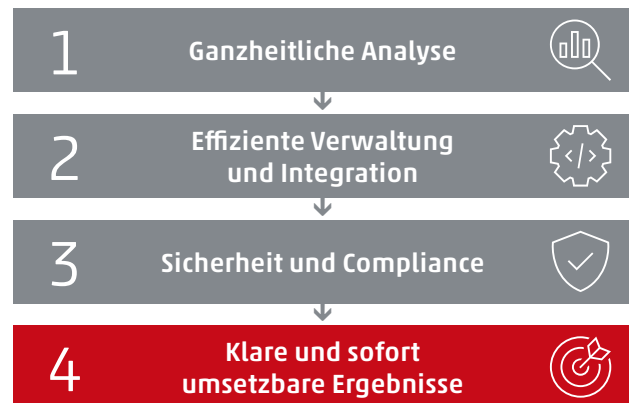 1
Ganzheitliche Analyse
2
Effiziente Verwaltung
und Integration
</>
3
Sicherheit und Compliance
4
Klare und sofort
umsetzbare Ergebnisse